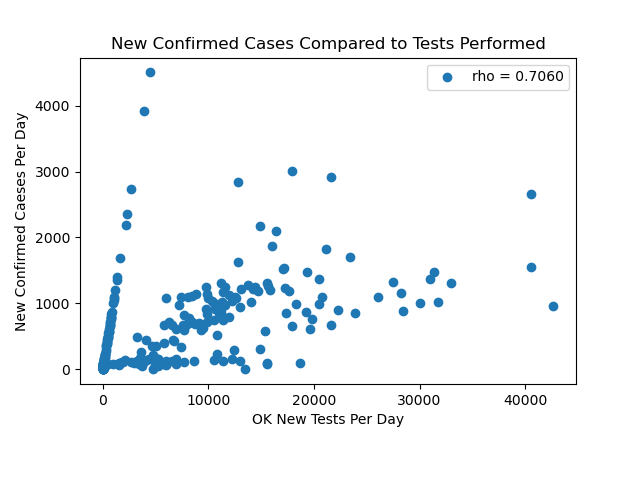 New Confirmed Cases Compared to Tests Performed
rho = 0.7060
4000
3000
2000
1000
0
New Confirmed Caeses Per Day
0 10000 20000 30000 40000
OK New Tests Per Day